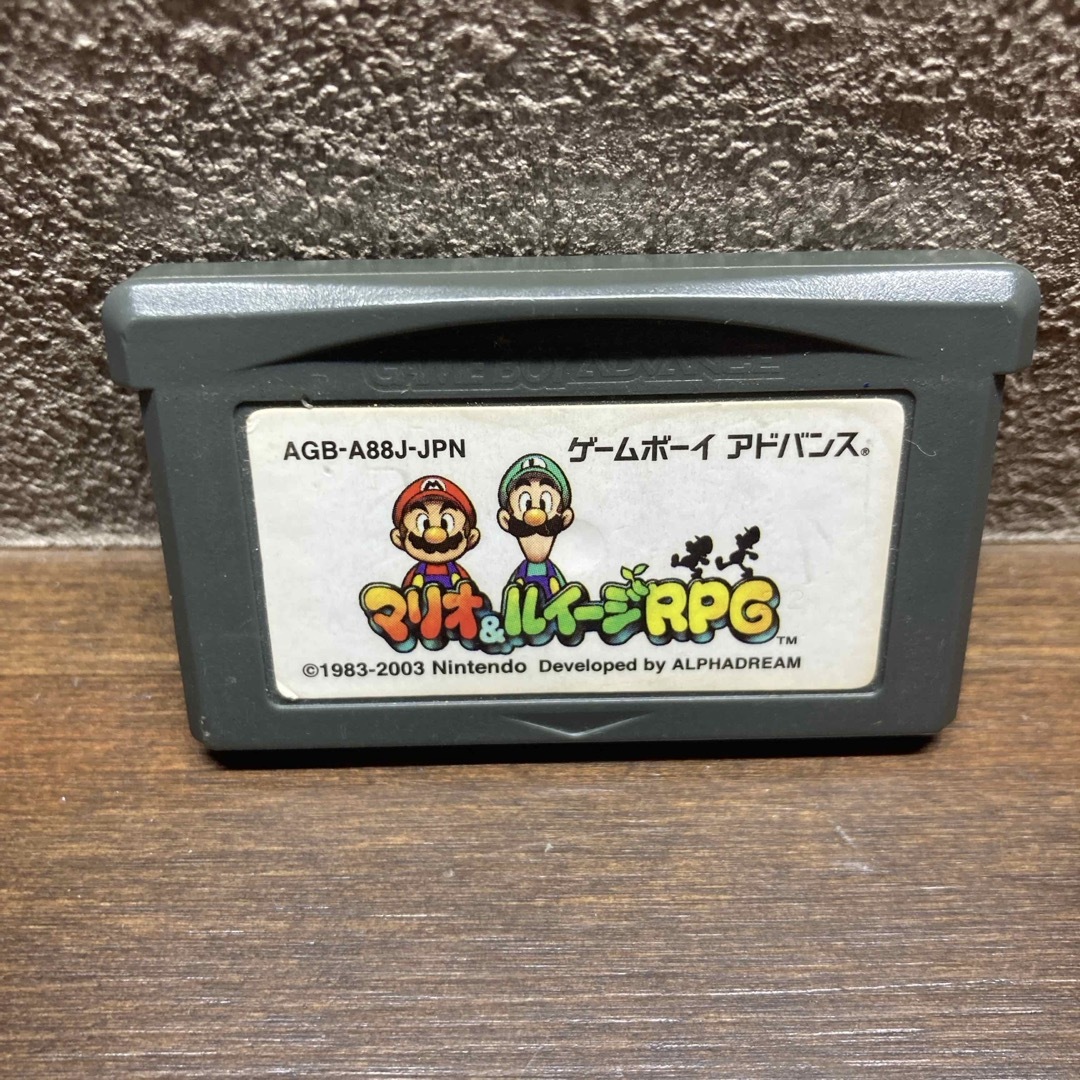 GAME BOY ADVANCE
AGB-A88J-JPN ゲームボーイ アドバンス®
マリオ&ルイージRPG™
©1983-2003 Nintendo Developed by ALPHADREAM